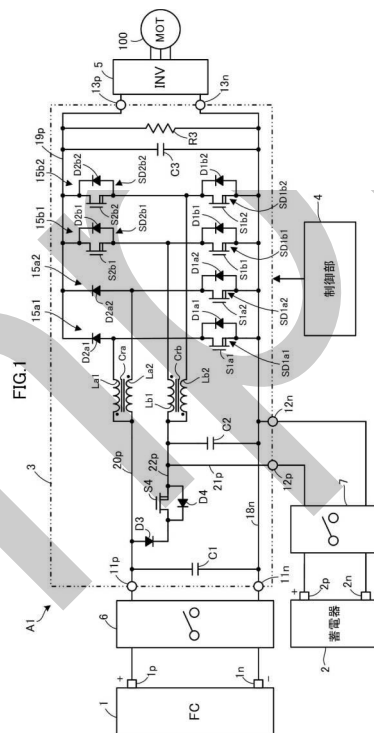 FIG.1
A1
3
15a1
15a2
15b1
15b2
19p
D2a1
D2a2
D2b1
D2b2
S2b1
S2b2
SD2b1
SD2b2
13p
100
MOT
5
INV
13n
R3
C3
La1
Cra
La2
Lb1
Crb
Lb2
20p
22p
S4
D3
D4
21p
18n
C2
C1
D1a1
D1a2
D1b1
D1b2
S1a1
S1a2
S1b1
S1b2
SD1a1
SD1a2
SD1b1
SD1b2
11p
11n
12p
12n
6
1
FC
+
1p
1n
−
4
制御部
7
2
蓄電器
+
2p
2n
−